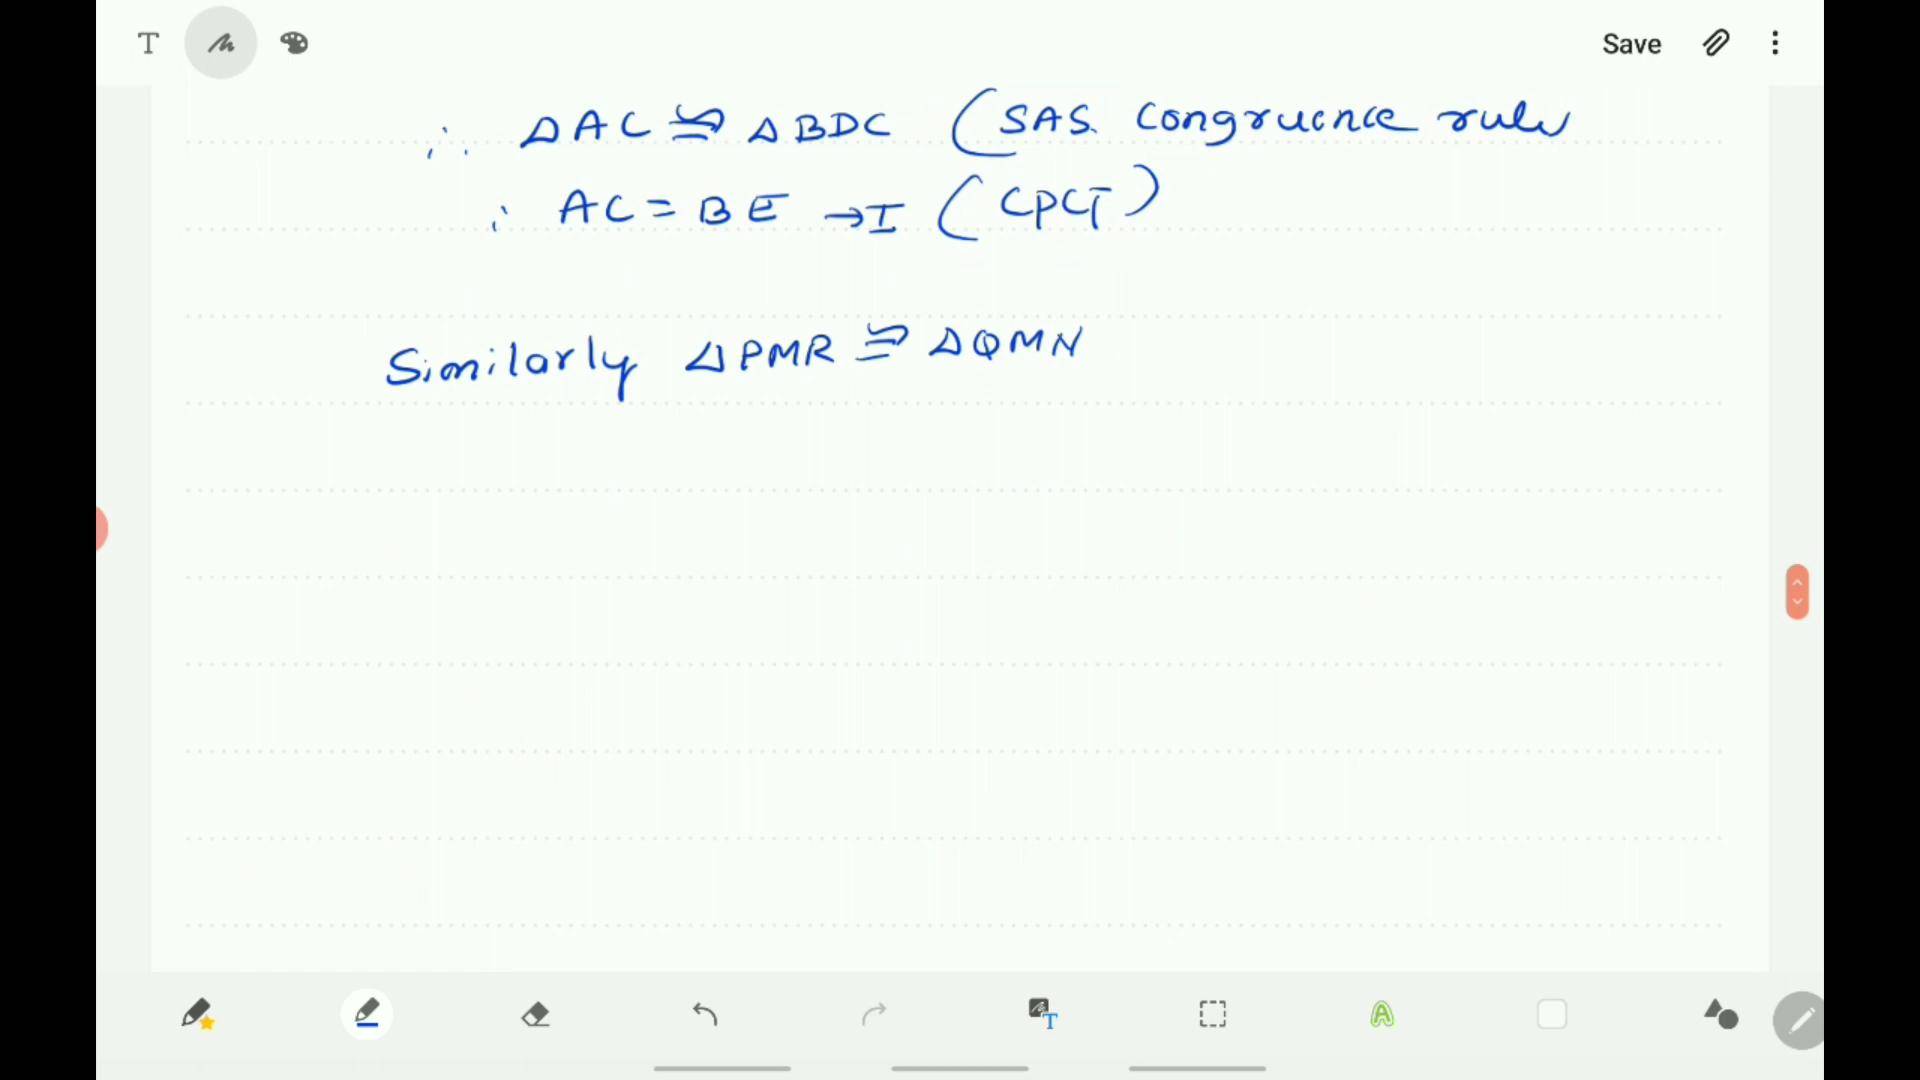 T Save
∴ ΔAC ≅ ΔBDC (SAS. Congruence rule
∴ AC = BE → I (CPCT)
Similarly ΔPMR ≅ ΔQMN
T A